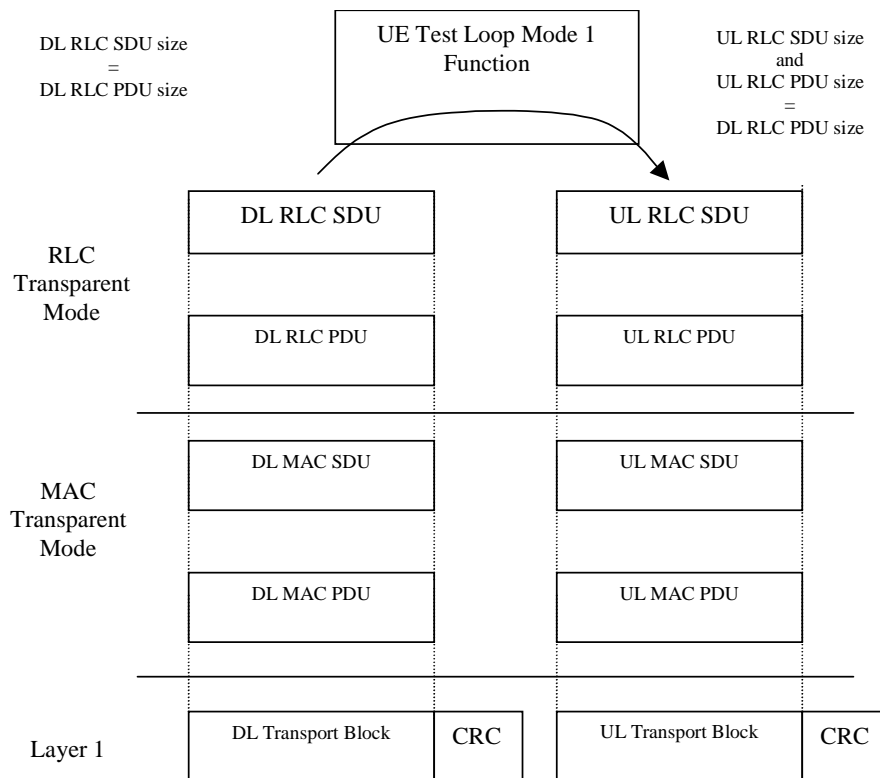 DL RLC SDU size
=
DL RLC PDU size
UE Test Loop Mode 1
Function
UL RLC SDU size
and
UL RLC PDU size
=
DL RLC PDU size
DL RLC SDU
UL RLC SDU
RLC
Transparent
Mode
DL RLC PDU
UL RLC PDU
DL MAC SDU
UL MAC SDU
MAC
Transparent
Mode
DL MAC PDU
UL MAC PDU
Layer 1
DL Transport Block
CRC
UL Transport Block
CRC